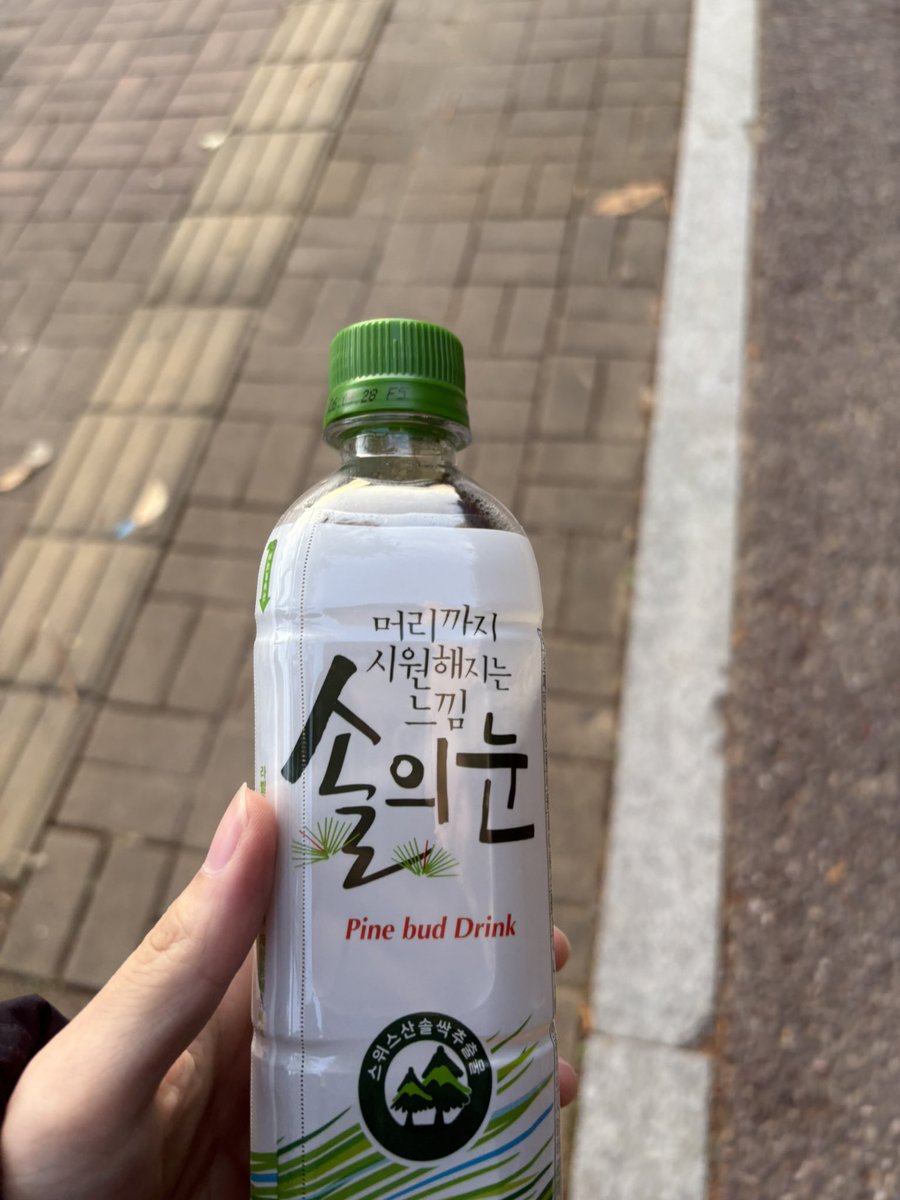 머리까지
시원해지는
느낌
솔의눈
Pine bud Drink
스위스산솔싹추출물